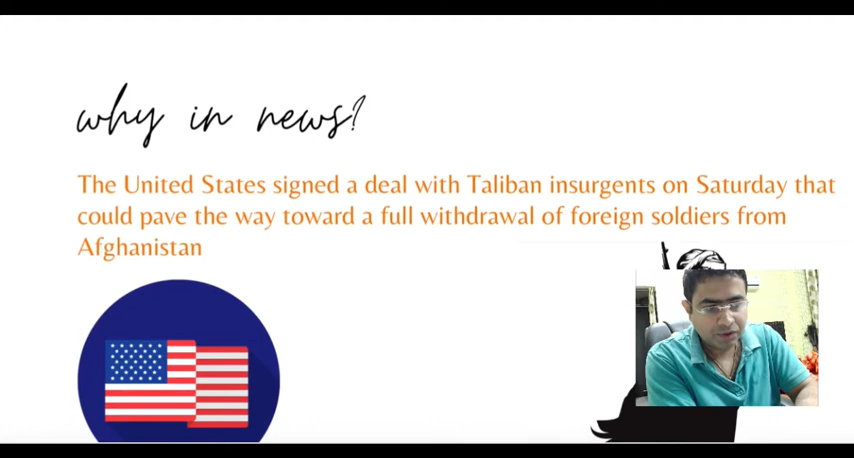 why in news?
The United States signed a deal with Taliban insurgents on Saturday that
could pave the way toward a full withdrawal of foreign soldiers from
Afghanistan